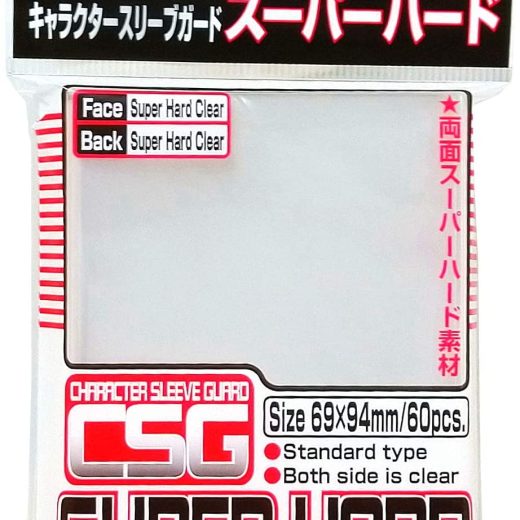 キャラクタースリーブガード スーパーハード
Face Super Hard Clear
Back Super Hard Clear
★両面スーパーハード素材
CHARACTER SLEEVE GUARD
CSG
Size 69×94mm/60pcs.
●Standard type
●Both side is clear
SUPER HARD